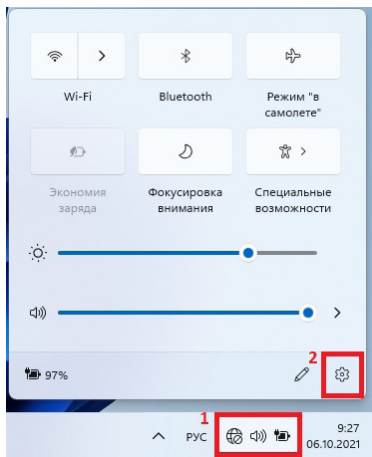 Wi-Fi
Bluetooth
Режим "в
самолете"
Экономия
заряда
Фокусировка
внимания
Специальные
возможности
97%
2
1
РУС
9:27
06.10.2021